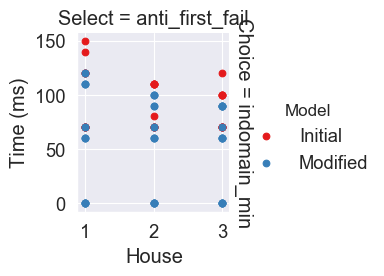 Select = anti_first_fail
150
100
50
0
Time (ms)
1 2 3
House
Choice = indomain_min
Model
Initial
Modified